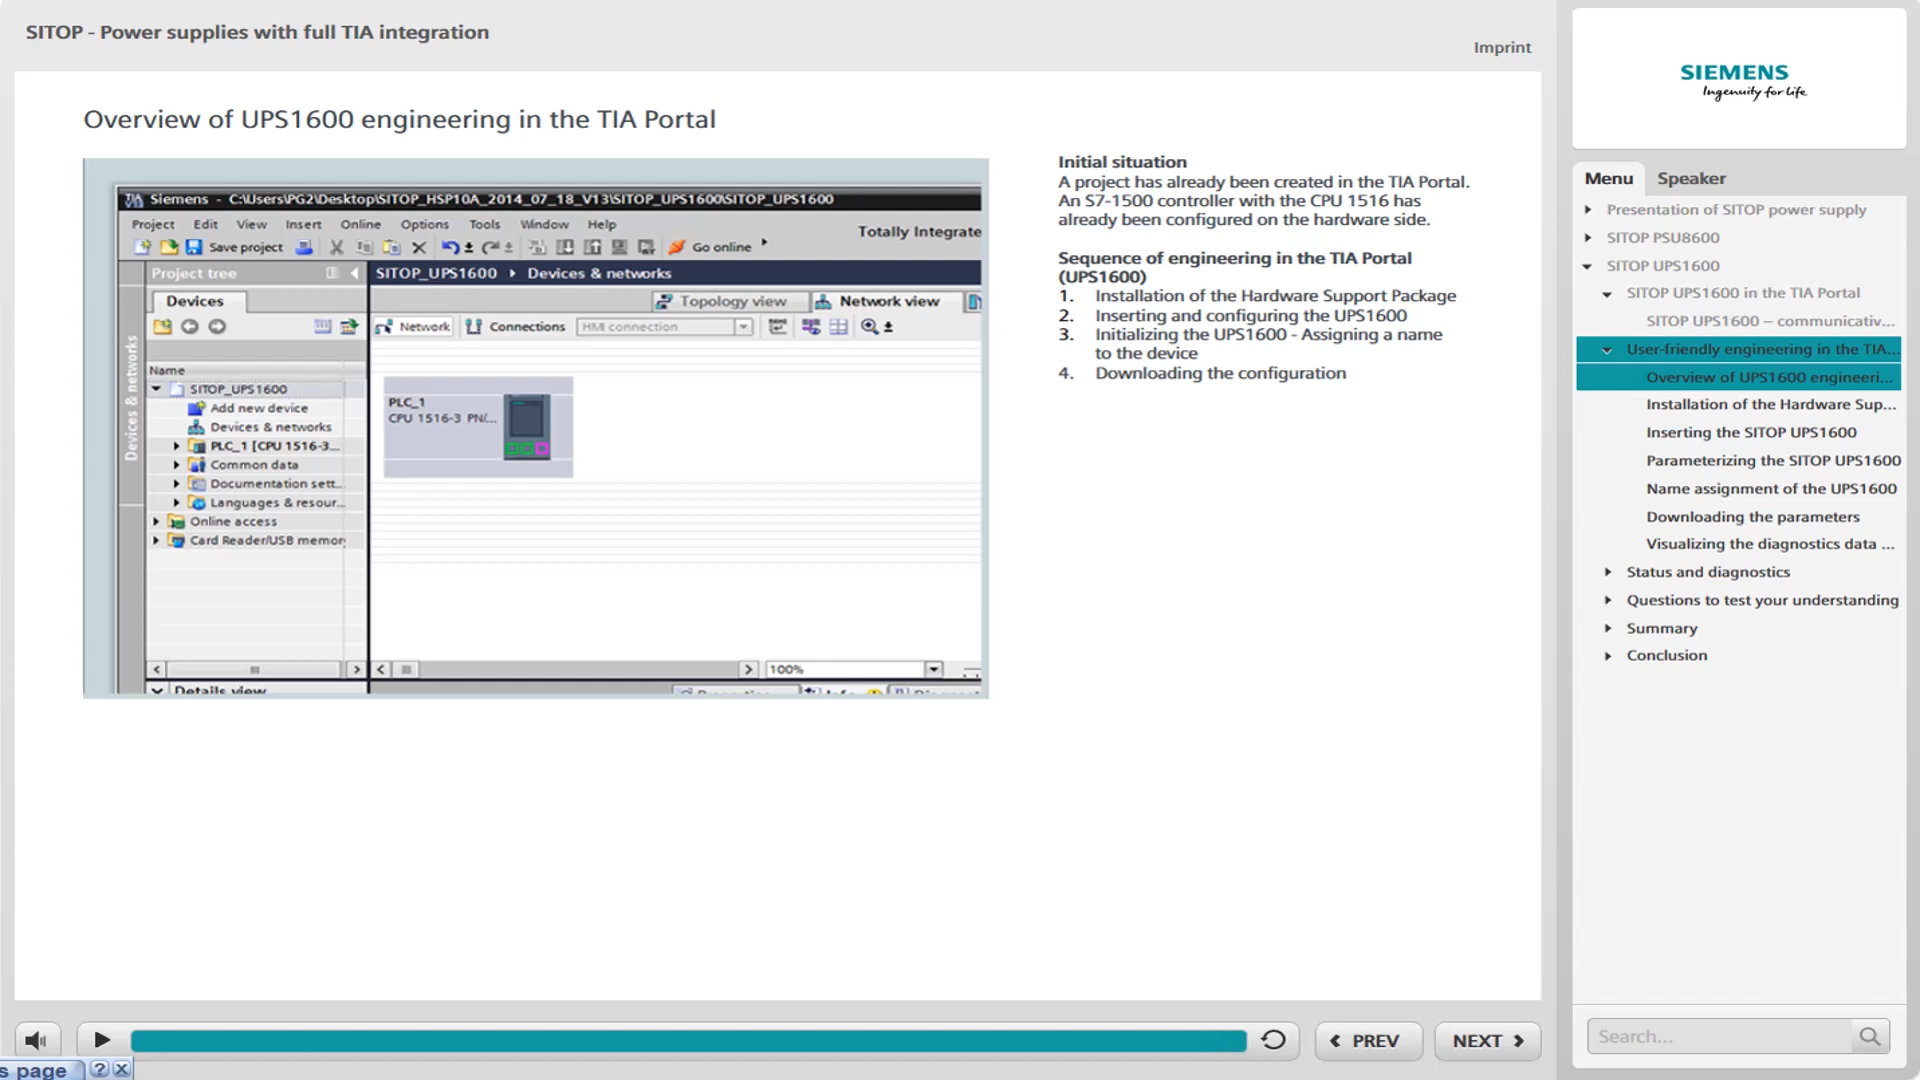 SITOP - Power supplies with full TIA integration
Imprint
Overview of UPS1600 engineering in the TIA Portal
Siemens - C:\Users\PG2\Desktop\SITOP_HSP10A_2014_07_18_V13\SITOP_UPS1600\SITOP_UPS1600
Project Edit View Insert Online Options Tools Window Help
Totally Integrate
Save project
Go online
Project tree
SITOP_UPS1600 Devices & networks
Devices
Topology view
Network view
Network
Connections
HMI connection
Devices & networks
Name
SITOP_UPS1600
Add new device
Devices & networks
PLC_1 [CPU 1516-3...
Common data
Documentation sett...
Languages & resour...
Online access
Card Reader/USB memory
PLC_1
CPU 1516-3 PN/...
100%
Details view
Initial situation
A project has already been created in the TIA Portal.
An S7-1500 controller with the CPU 1516 has
already been configured on the hardware side.
Sequence of engineering in the TIA Portal
(UPS1600)
1. Installation of the Hardware Support Package
2. Inserting and configuring the UPS1600
3. Initializing the UPS1600 - Assigning a name
to the device
4. Downloading the configuration
SIEMENS
Ingenuity for life
Menu
Speaker
Presentation of SITOP power supply
SITOP PSU8600
SITOP UPS1600
SITOP UPS1600 in the TIA Portal
SITOP UPS1600 – communicativ...
User-friendly engineering in the TIA...
Overview of UPS1600 engineeri...
Installation of the Hardware Sup...
Inserting the SITOP UPS1600
Parameterizing the SITOP UPS1600
Name assignment of the UPS1600
Downloading the parameters
Visualizing the diagnostics data ...
Status and diagnostics
Questions to test your understanding
Summary
Conclusion
PREV
NEXT
Search...
s page